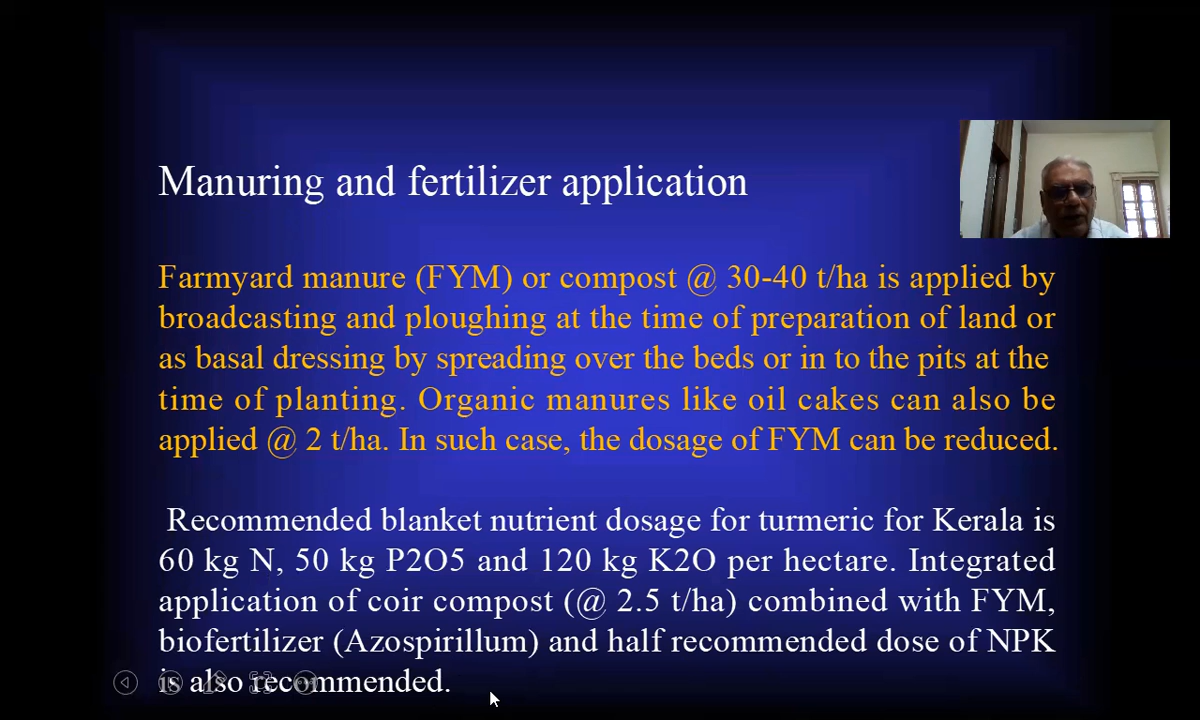 Manuring and fertilizer application
Farmyard manure (FYM) or compost @ 30-40 t/ha is applied by
broadcasting and ploughing at the time of preparation of land or
as basal dressing by spreading over the beds or in to the pits at the
time of planting. Organic manures like oil cakes can also be
applied @ 2 t/ha. In such case, the dosage of FYM can be reduced.
Recommended blanket nutrient dosage for turmeric for Kerala is
60 kg N, 50 kg P2O5 and 120 kg K2O per hectare. Integrated
application of coir compost (@ 2.5 t/ha) combined with FYM,
biofertilizer (Azospirillum) and half recommended dose of NPK
is also recommended.